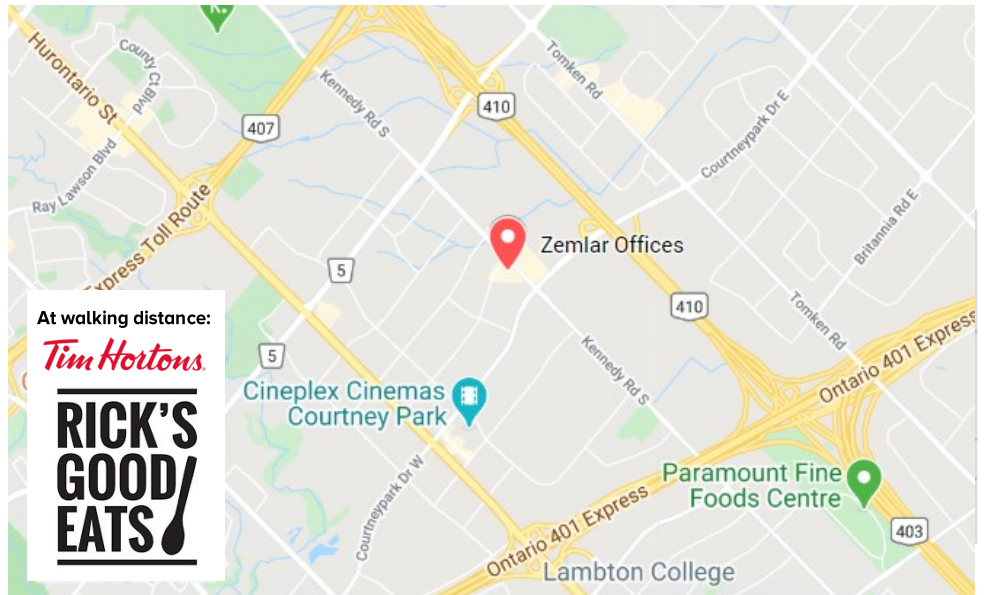 K.
Hurontario St
County Ct Blvd
Kennedy Rd S
Tomken Rd
410
407
Courtneypark Dr E
Ray Lawson Blvd
Express Toll Route
Zemlar Offices
Britannia Rd E
5
410
Tomken Rd
At walking distance:
Tim Hortons.
RICK'S
GOOD
EATS
5
Kennedy Rd S
Ontario 401 Express
Cineplex Cinemas
Courtney Park
Paramount Fine
Foods Centre
Courtneypark Dr W
Ontario 401 Express
403
Lambton College